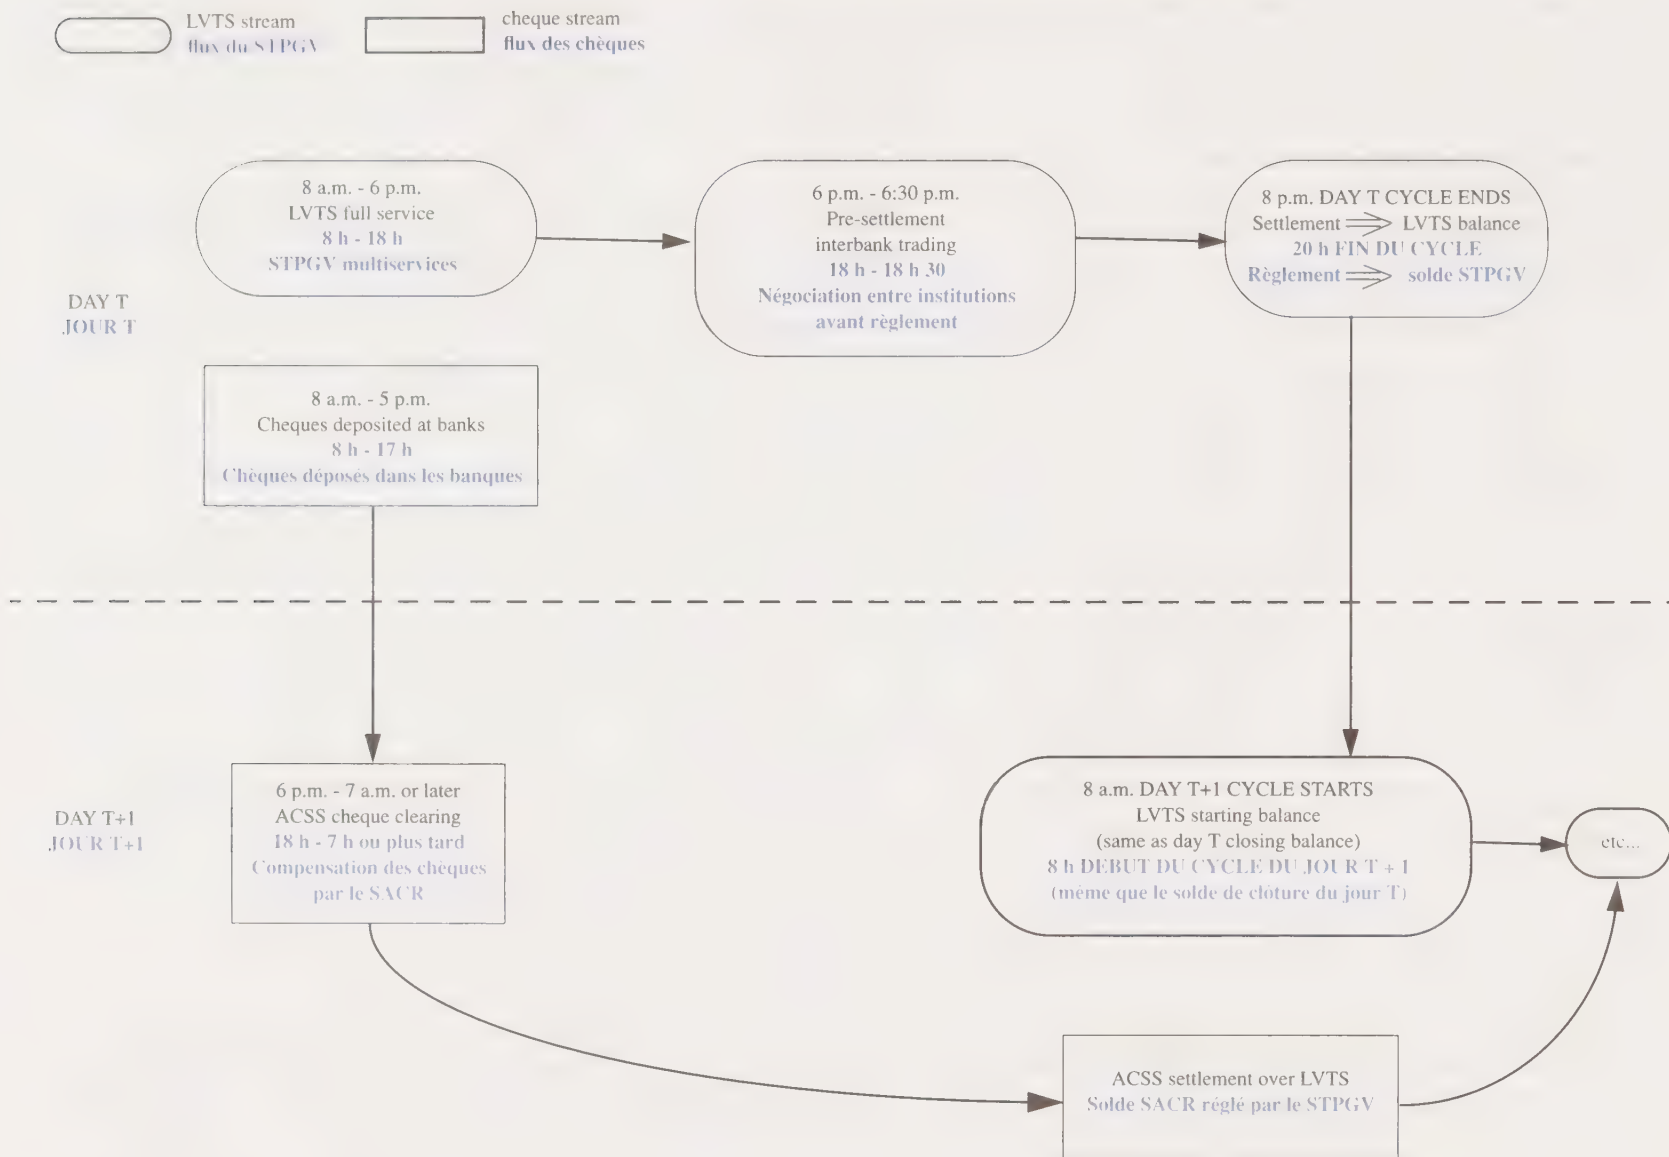 LVTS stream
flux du STPGV
cheque stream
flux des chèques
8 a.m. - 6 p.m.
LVTS full service
8 h - 18 h
STPGV multiservices
6 p.m. - 6:30 p.m.
Pre-settlement
interbank trading
18 h - 18 h 30
Négociation entre institutions
avant règlement
8 p.m. DAY T CYCLE ENDS
Settlement ⟹ LVTS balance
20 h FIN DU CYCLE
Règlement ⟹ solde STPGV
DAY T
JOUR T
8 a.m. - 5 p.m.
Cheques deposited at banks
8 h - 17 h
Chèques déposés dans les banques
DAY T+1
JOUR T+1
6 p.m. - 7 a.m. or later
ACSS cheque clearing
18 h - 7 h ou plus tard
Compensation des chèques
par le SACR
8 a.m. DAY T+1 CYCLE STARTS
LVTS starting balance
(same as day T closing balance)
8 h DEBUT DU CYCLE DU JOUR T + 1
(même que le solde de clôture du jour T)
etc...
ACSS settlement over LVTS
Solde SACR réglé par le STPGV